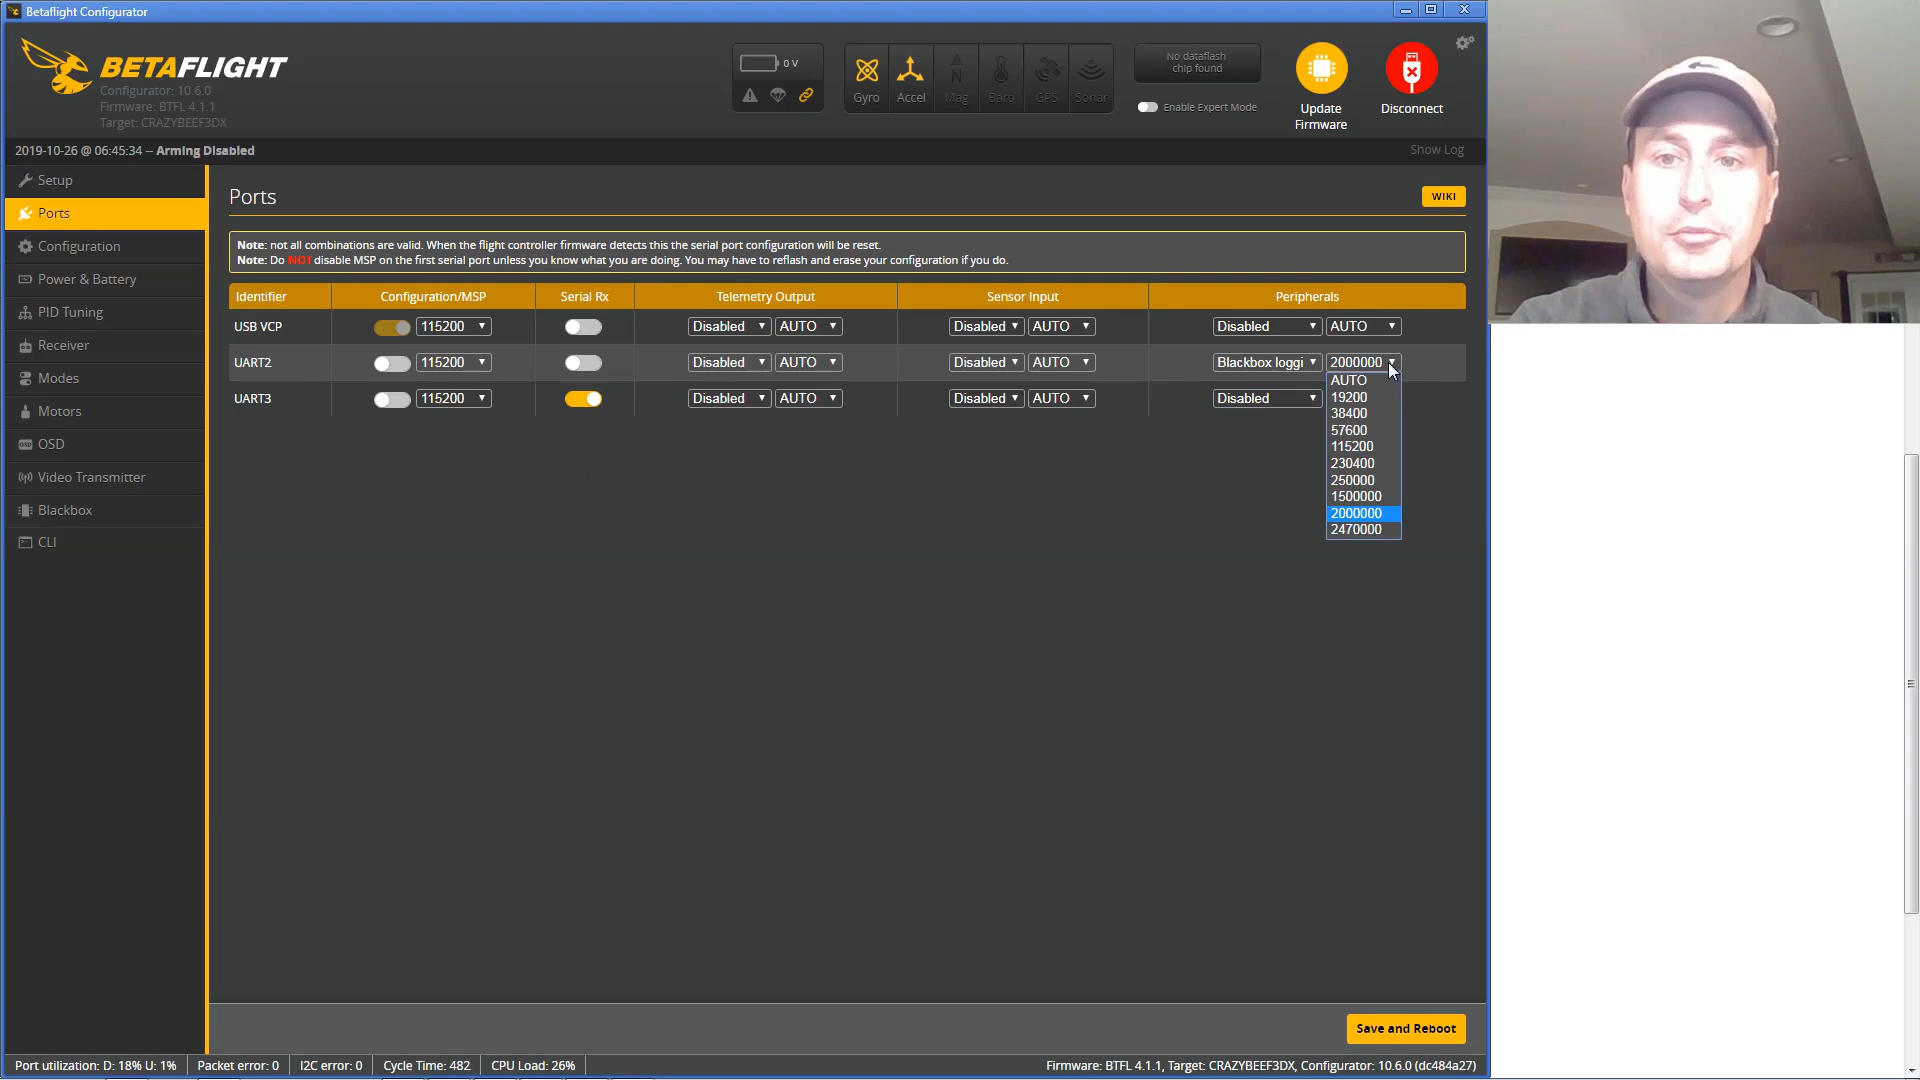 Betaflight Configurator
BETAFLIGHT
Configurator: 10.6.0
Firmware: BTFL 4.1.1
Target: CRAZYBEEF3DX
0 V
Gyro
Accel
Mag
Baro
GPS
Sonar
No dataflash
chip found
Enable Expert Mode
Update
Firmware
Disconnect
2019-10-26 @ 06:45:34 -- Arming Disabled
Show Log
Setup
Ports
Configuration
Power & Battery
PID Tuning
Receiver
Modes
Motors
OSD
Video Transmitter
Blackbox
CLI
Ports
WIKI
Note: not all combinations are valid. When the flight controller firmware detects this the serial port configuration will be reset.
Note: Do NOT disable MSP on the first serial port unless you know what you are doing. You may have to reflash and erase your configuration if you do.
Identifier Configuration/MSP Serial Rx Telemetry Output Sensor Input Peripherals
USB VCP 115200 Disabled AUTO Disabled AUTO Disabled AUTO
UART2 115200 Disabled AUTO Disabled AUTO Blackbox loggi 2000000
UART3 115200 Disabled AUTO Disabled AUTO Disabled
AUTO
19200
38400
57600
115200
230400
250000
1500000
2000000
2470000
Save and Reboot
Port utilization: D: 18% U: 1% Packet error: 0 I2C error: 0 Cycle Time: 482 CPU Load: 26% Firmware: BTFL 4.1.1, Target: CRAZYBEEF3DX, Configurator: 10.6.0 (dc484a27)